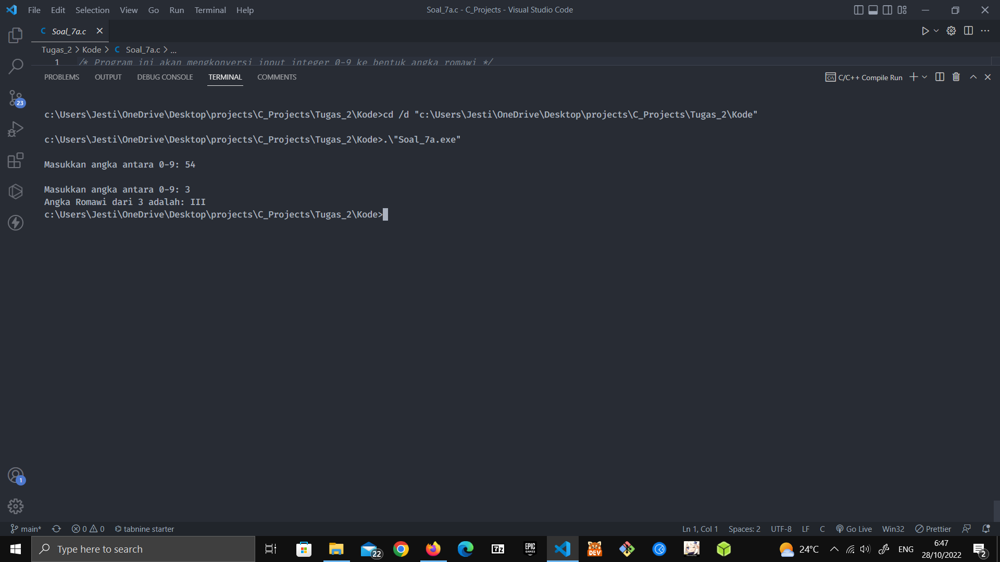 File Edit Selection View Go Run Terminal Help
Soal_7a.c - C_Projects - Visual Studio Code
C Soal_7a.c
Tugas_2 > Kode > C Soal_7a.c > ...
1 /* Program ini akan mengkonversi input integer 0-9 ke bentuk angka romawi */
PROBLEMS OUTPUT DEBUG CONSOLE TERMINAL COMMENTS
C/C++ Compile Run
23
c:\Users\Jesti\OneDrive\Desktop\projects\C_Projects\Tugas_2\Kode>cd /d "c:\Users\Jesti\OneDrive\Desktop\projects\C_Projects\Tugas_2\Kode"
c:\Users\Jesti\OneDrive\Desktop\projects\C_Projects\Tugas_2\Kode>.\"Soal_7a.exe"
Masukkan angka antara 0-9: 54
Masukkan angka antara 0-9: 3
Angka Romawi dari 3 adalah: III
c:\Users\Jesti\OneDrive\Desktop\projects\C_Projects\Tugas_2\Kode>
1
main* 0 0 tabnine starter
Ln 1, Col 1 Spaces: 2 UTF-8 LF C Go Live Win32 Prettier
Type here to search
22
7z
EPIC GAMES
DEV
24°C
ENG
6:47
28/10/2022
2